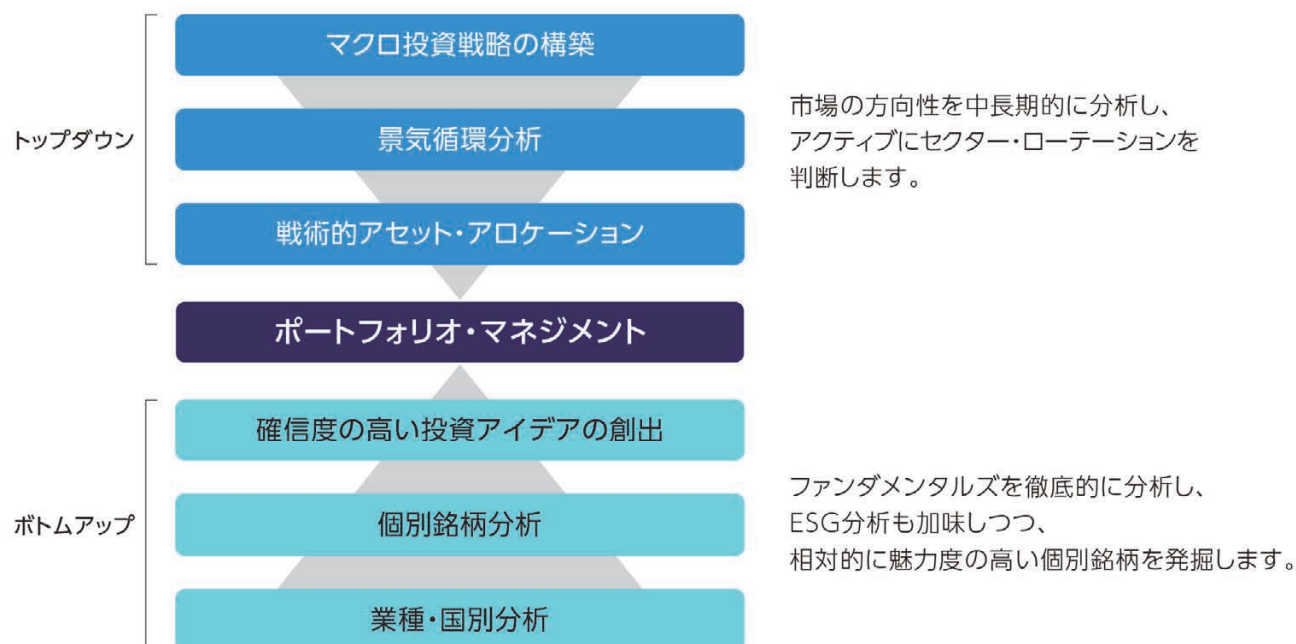 マクロ投資戦略の構築
トップダウン
景気循環分析
戦術的アセット・アロケーション
市場の方向性を中長期的に分析し、
アクティブにセクター・ローテーションを
判断します。
ポートフォリオ・マネジメント
確信度の高い投資アイデアの創出
ボトムアップ
個別銘柄分析
業種・国別分析
ファンダメンタルズを徹底的に分析し、
ESG分析も加味しつつ、
相対的に魅力度の高い個別銘柄を発掘します。